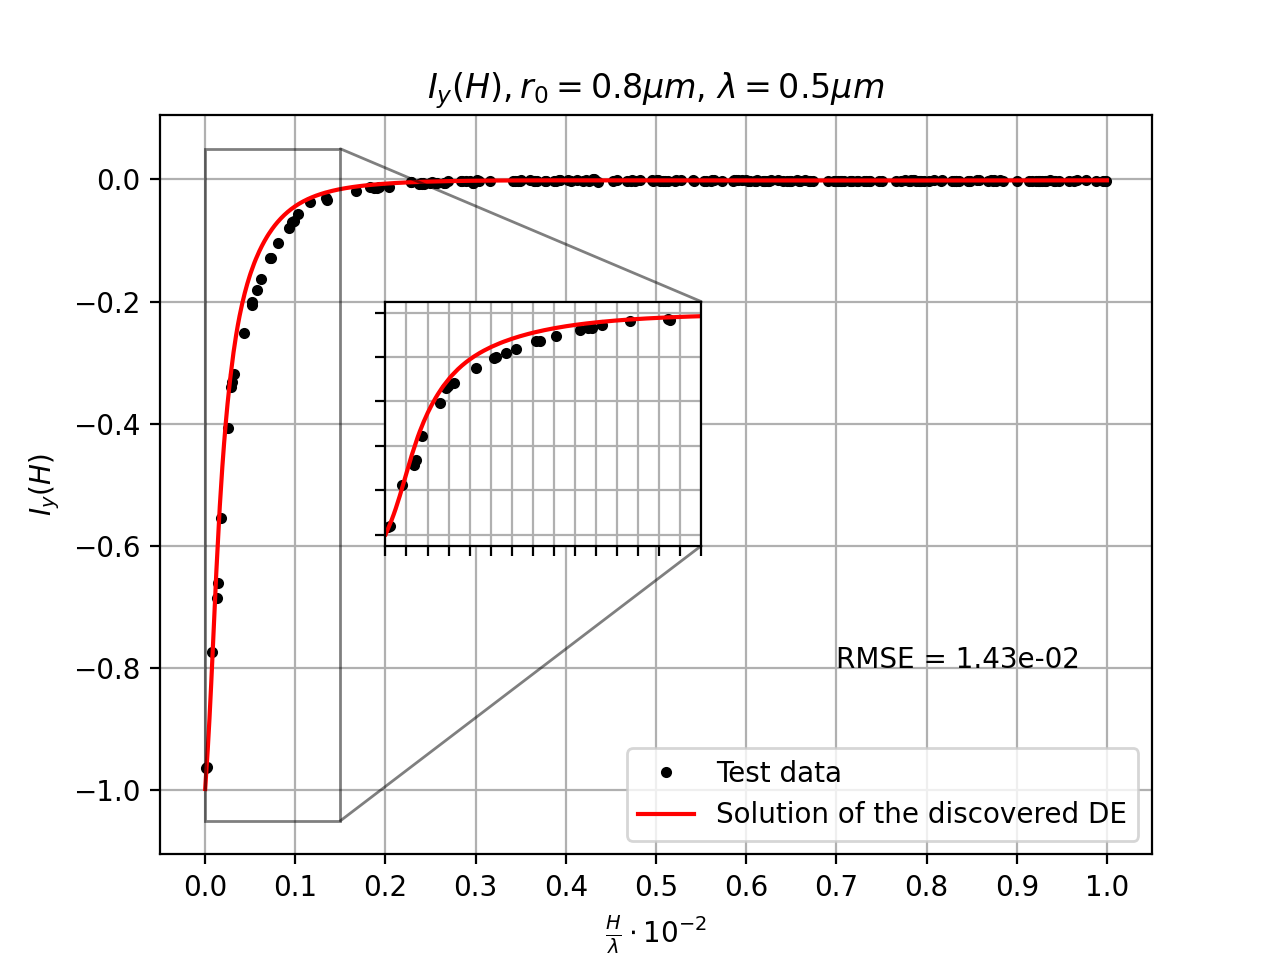 I_y(H), r_0 = 0.8μm, λ = 0.5μm
I_y(H)
0.0
−0.2
−0.4
−0.6
−0.8
−1.0
RMSE = 1.43e-02
Test data
Solution of the discovered DE
0.0 0.1 0.2 0.3 0.4 0.5 0.6 0.7 0.8 0.9 1.0
H/λ · 10^−2